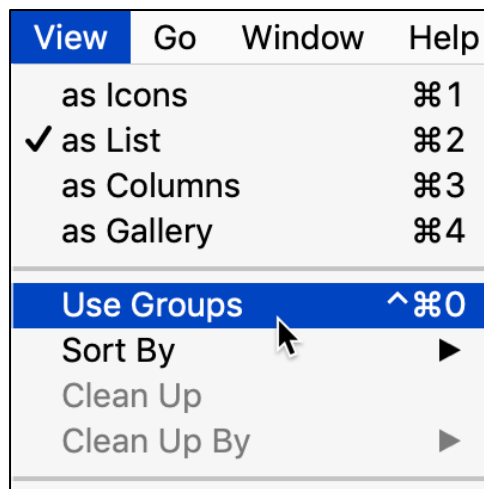 View Go Window Help
as Icons ⌘1
✓ as List ⌘2
as Columns ⌘3
as Gallery ⌘4
Use Groups ^⌘0
Sort By ▶
Clean Up
Clean Up By ▶